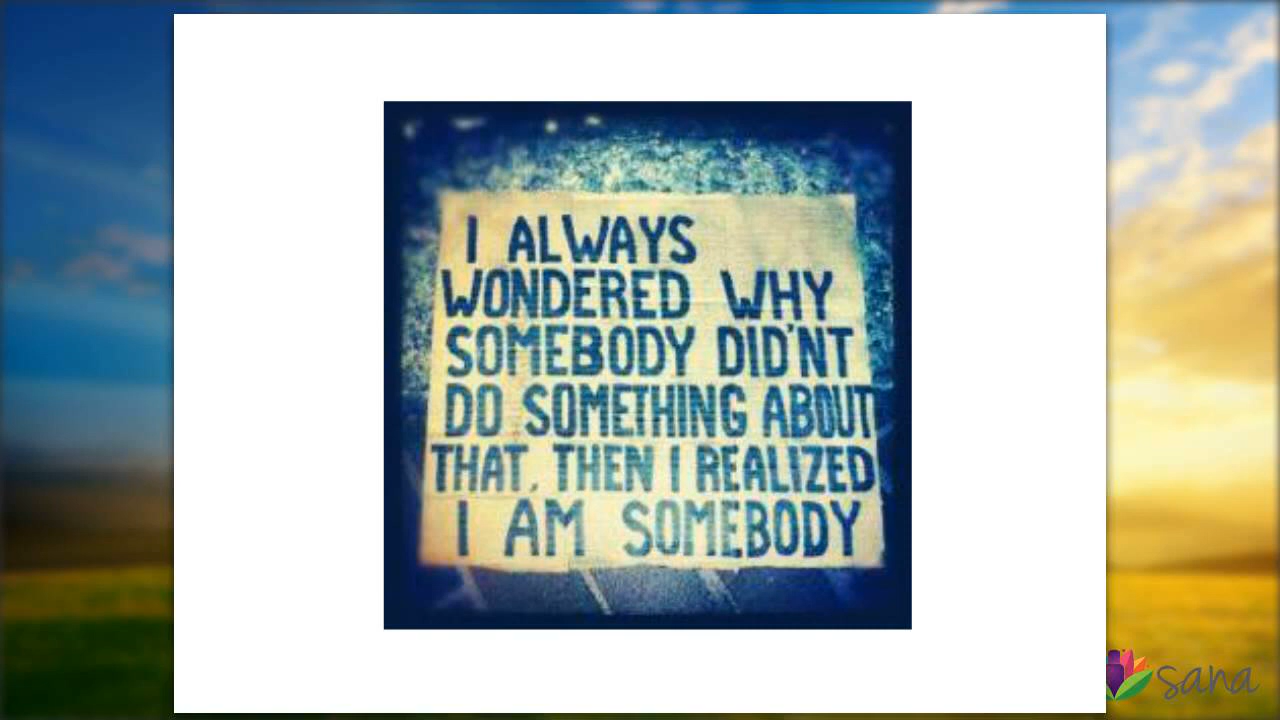 I ALWAYS
WONDERED WHY
SOMEBODY DID'NT
DO SOMETHING ABOUT
THAT, THEN I REALIZED
I AM SOMEBODY
sana